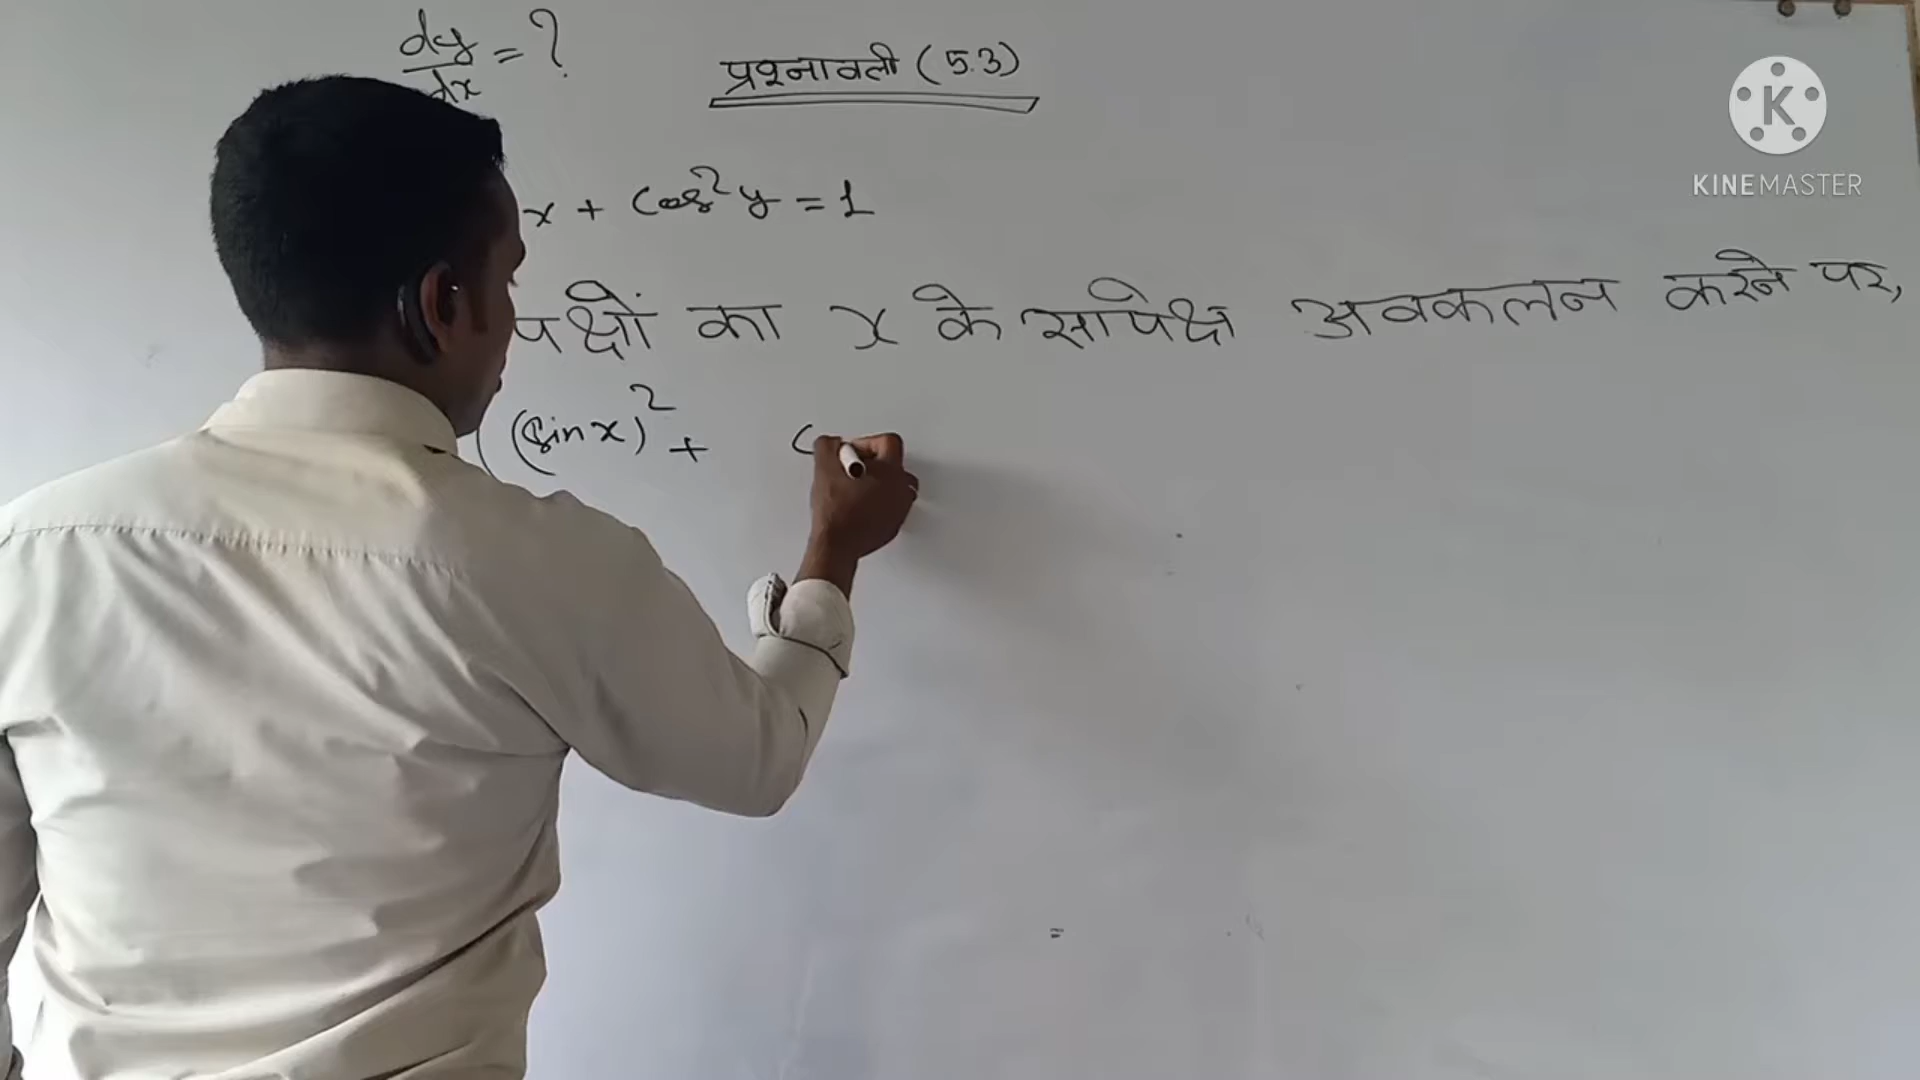 dy/dx = ?
प्रश्नावली (5.3)
x + cos²y = 1
पक्षों का x के सापेक्ष अवकलन करने पर,
(sin x)² + (
=
K
KINEMASTER